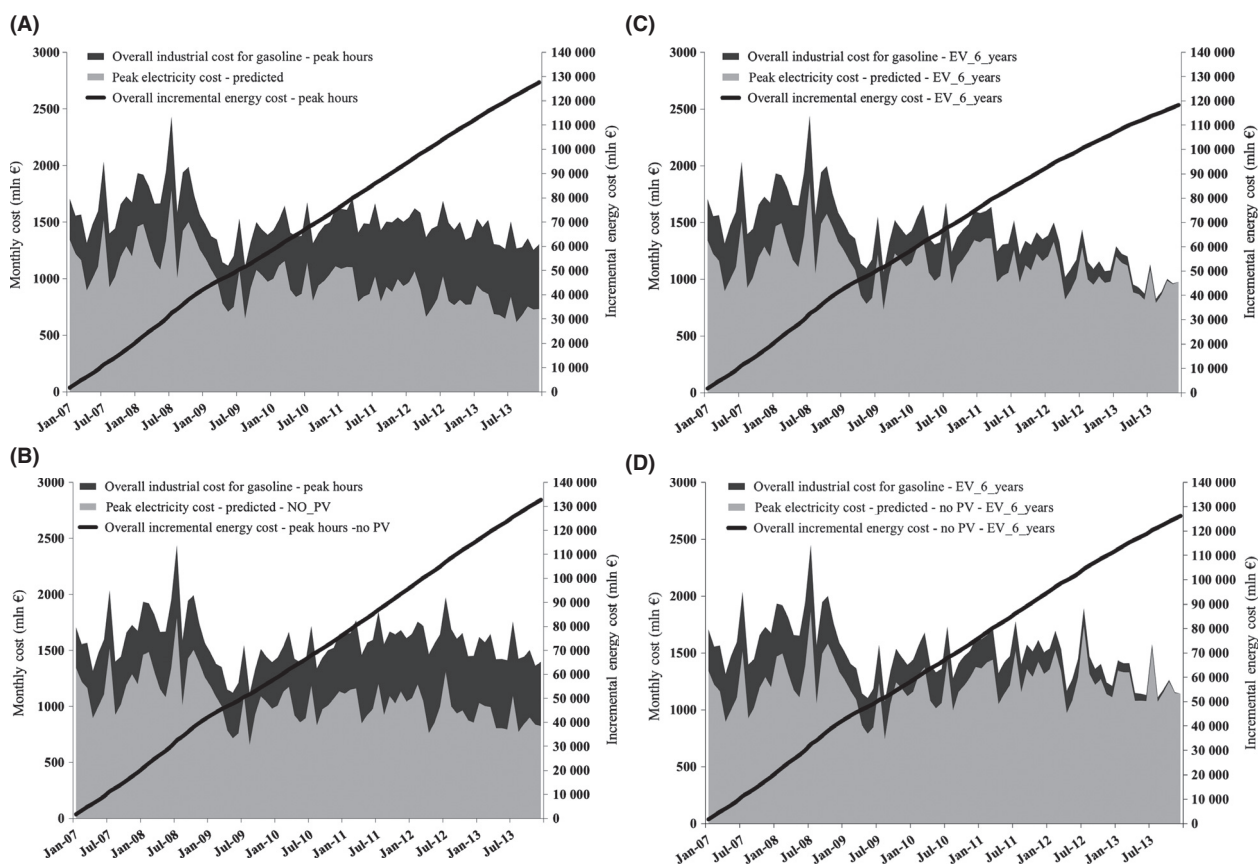 (A)
Overall industrial cost for gasoline - peak hours
Peak electricity cost - predicted
Overall incremental energy cost - peak hours
Monthly cost (mln €)
3000
2500
2000
1500
1000
500
0
Incremental energy cost (mln €)
140 000
130 000
120 000
110 000
100 000
90 000
80 000
70 000
60 000
50 000
40 000
30 000
20 000
10 000
0
Jan-07
Jul-07
Jan-08
Jul-08
Jan-09
Jul-09
Jan-10
Jul-10
Jan-11
Jul-11
Jan-12
Jul-12
Jan-13
Jul-13
(C)
Overall industrial cost for gasoline - EV_6_years
Peak electricity cost - predicted - EV_6_years
Overall incremental energy cost - EV_6_years
Monthly cost (mln €)
3000
2500
2000
1500
1000
500
0
Incremental energy cost (mln €)
140 000
130 000
120 000
110 000
100 000
90 000
80 000
70 000
60 000
50 000
40 000
30 000
20 000
10 000
0
Jan-07
Jul-07
Jan-08
Jul-08
Jan-09
Jul-09
Jan-10
Jul-10
Jan-11
Jul-11
Jan-12
Jul-12
Jan-13
Jul-13
(B)
Overall industrial cost for gasoline - peak hours
Peak electricity cost - predicted - NO_PV
Overall incremental energy cost - peak hours -no PV
Monthly cost (mln €)
3000
2500
2000
1500
1000
500
0
Incremental energy cost (mln €)
140 000
130 000
120 000
110 000
100 000
90 000
80 000
70 000
60 000
50 000
40 000
30 000
20 000
10 000
0
Jan-07
Jul-07
Jan-08
Jul-08
Jan-09
Jul-09
Jan-10
Jul-10
Jan-11
Jul-11
Jan-12
Jul-12
Jan-13
Jul-13
(D)
Overall industrial cost for gasoline - EV_6_years
Peak electricity cost - predicted - no PV - EV_6_years
Overall incremental energy cost - no PV - EV_6_years
Monthly cost (mln €)
3000
2500
2000
1500
1000
500
0
Incremental energy cost (mln €)
140 000
130 000
120 000
110 000
100 000
90 000
80 000
70 000
60 000
50 000
40 000
30 000
20 000
10 000
0
Jan-07
Jul-07
Jan-08
Jul-08
Jan-09
Jul-09
Jan-10
Jul-10
Jan-11
Jul-11
Jan-12
Jul-12
Jan-13
Jul-13